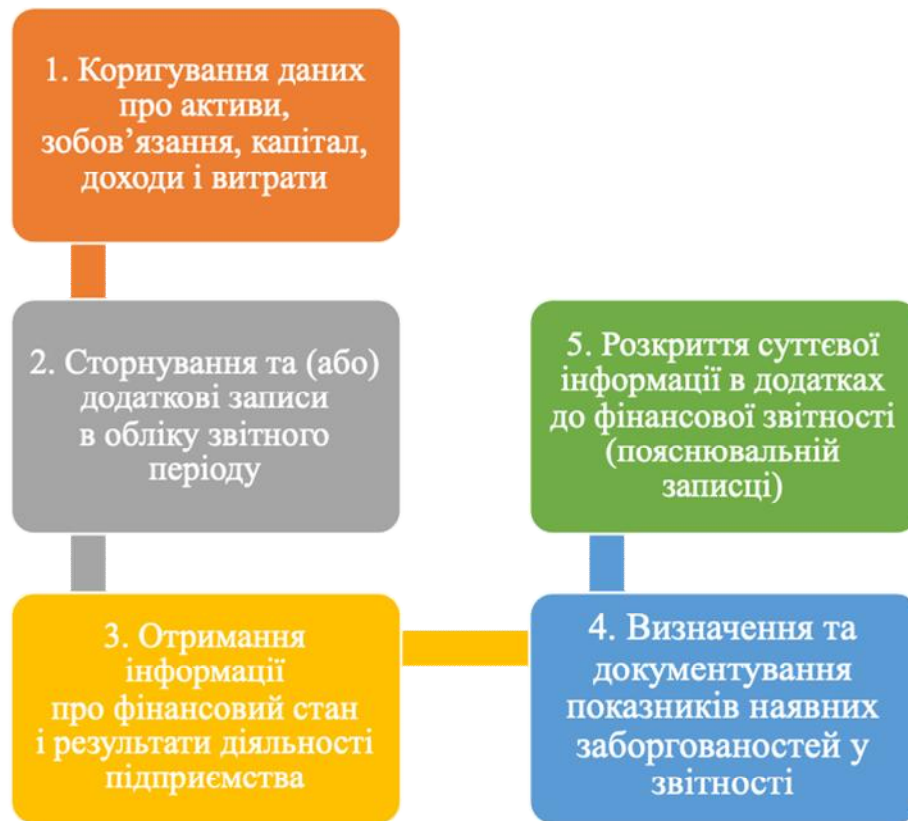 1. Коригування даних
про активи,
зобов’язання, капітал,
доходи і витрати
2. Сторнування та (або)
додаткові записи
в обліку звітного
періоду
3. Отримання
інформації
про фінансовий стан
і результати діяльності
підприємства
4. Визначення та
документування
показників наявних
заборгованостей у
звітності
5. Розкриття суттєвої
інформації в додатках
до фінансової звітності
(пояснювальній
записці)